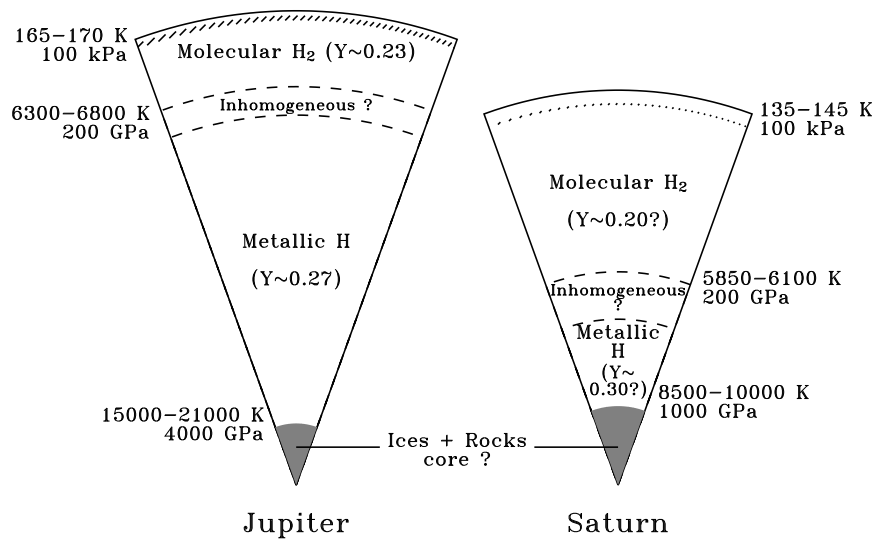 165−170 K
100 kPa
Molecular H₂ (Y~0.23)
Inhomogeneous ?
6300−6800 K
200 GPa
Metallic H
(Y~0.27)
15000−21000 K
4000 GPa
Ices + Rocks
core ?
Jupiter
135−145 K
100 kPa
Molecular H₂
(Y~0.20?)
5850−6100 K
200 GPa
Inhomogeneous
?
Metallic
H
(Y~
0.30?)
8500−10000 K
1000 GPa
Saturn